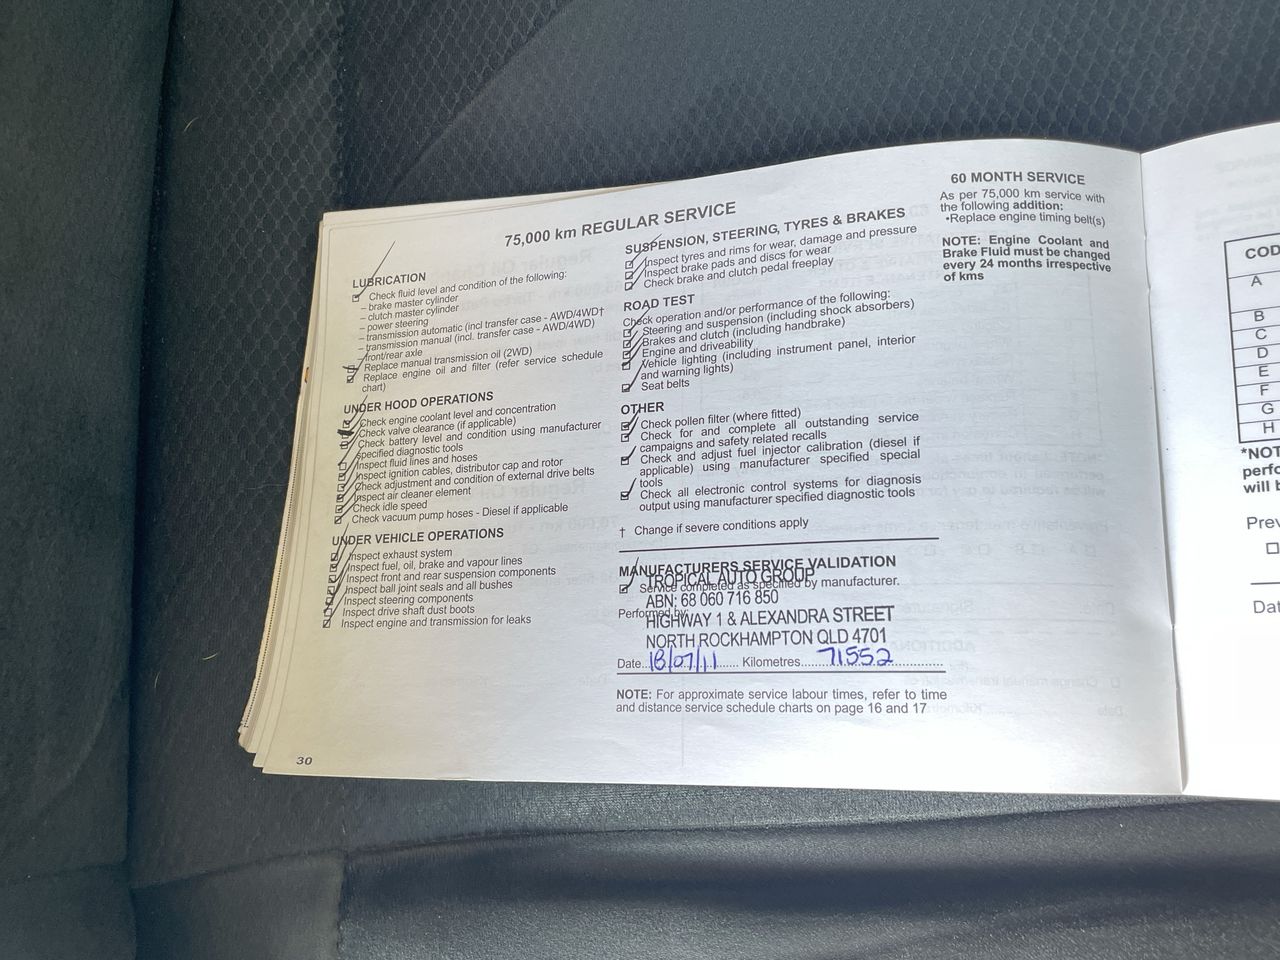 75,000 km REGULAR SERVICE
LUBRICATION
Check fluid level and condition of the following:
– brake master cylinder
– clutch master cylinder
– power steering
– transmission automatic (incl transfer case - AWD/4WD†
– transmission manual (incl. transfer case - AWD/4WD)
– front/rear axle
Replace manual transmission oil (2WD)
Replace engine oil and filter (refer service schedule
chart)
UNDER HOOD OPERATIONS
Check engine coolant level and concentration
Check valve clearance (if applicable)
Check battery level and condition using manufacturer
specified diagnostic tools
Inspect fluid lines and hoses
Inspect ignition cables, distributor cap and rotor
Check adjustment and condition of external drive belts
Inspect air cleaner element
Check idle speed
Check vacuum pump hoses - Diesel if applicable
UNDER VEHICLE OPERATIONS
Inspect exhaust system
Inspect fuel, oil, brake and vapour lines
Inspect front and rear suspension components
Inspect ball joint seals and all bushes
Inspect steering components
Inspect drive shaft dust boots
Inspect engine and transmission for leaks
30
SUSPENSION, STEERING, TYRES & BRAKES
Inspect tyres and rims for wear, damage and pressure
Inspect brake pads and discs for wear
Check brake and clutch pedal freeplay
ROAD TEST
Check operation and/or performance of the following:
Steering and suspension (including shock absorbers)
Brakes and clutch (including handbrake)
Engine and driveability
Vehicle lighting (including instrument panel, interior
and warning lights)
Seat belts
OTHER
Check pollen filter (where fitted)
Check for and complete all outstanding service
campaigns and safety related recalls
Check and adjust fuel injector calibration (diesel if
applicable) using manufacturer specified special
tools
Check all electronic control systems for diagnosis
output using manufacturer specified diagnostic tools
† Change if severe conditions apply
MANUFACTURERS SERVICE VALIDATION
TROPICAL AUTO GROUP
Service completed as specified by manufacturer.
ABN: 68 060 716 850
Performed by:
HIGHWAY 1 & ALEXANDRA STREET
NORTH ROCKHAMPTON QLD 4701
Date...18/07/11....... Kilometres....71552..............
NOTE: For approximate service labour times, refer to time
and distance service schedule charts on page 16 and 17
60 MONTH SERVICE
As per 75,000 km service with
the following addition:
•Replace engine timing belt(s)
NOTE: Engine Coolant and
Brake Fluid must be changed
every 24 months irrespective
of kms
COD
A
B
C
D
E
F
G
H
*NOT
perfo
will b
Prev
Dat